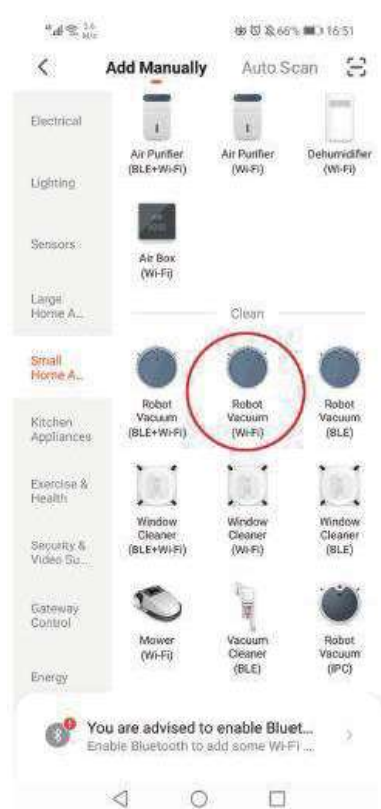 66% 16:51
Add Manually Auto Scan
Electrical
Lighting
Sensors
Large
Home A...
Small
Home A...
Kitchen
Appliances
Exercise &
Health
Security &
Video Su...
Gateway
Control
Energy
Air Purifier
(BLE+Wi-Fi)
Air Purifier
(Wi-Fi)
Dehumidifier
(Wi-Fi)
Air Box
(Wi-Fi)
Clean
Robot
Vacuum
(BLE+Wi-Fi)
Robot
Vacuum
(Wi-Fi)
Robot
Vacuum
(BLE)
Window
Cleaner
(BLE+Wi-Fi)
Window
Cleaner
(Wi-Fi)
Window
Cleaner
(BLE)
Mower
(Wi-Fi)
Vacuum
Cleaner
(BLE)
Robot
Vacuum
(IPC)
You are advised to enable Bluet...
Enable Bluetooth to add some Wi-Fi ...